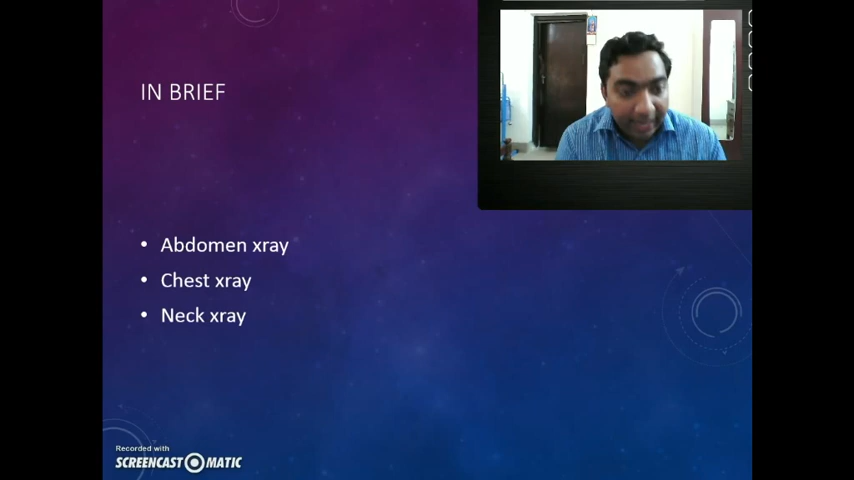 IN BRIEF
• Abdomen xray
• Chest xray
• Neck xray
Recorded with
SCREENCAST MATIC